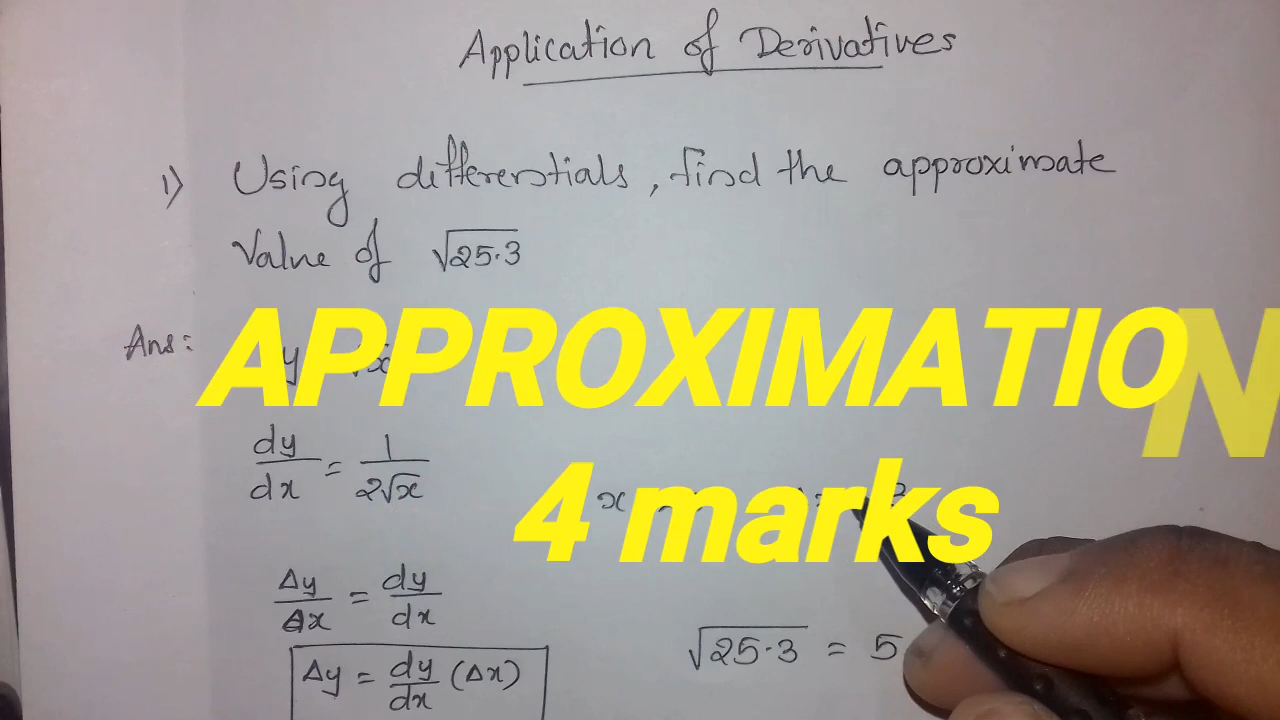 Application of Derivatives
1) Using differentials, find the approximate
Value of √25·3
Ans: y √x
APPROXIMATION
dy/dx = 1/2√x
4 marks
x
Δy/Δx = dy/dx
√25·3 = 5
Δy = dy/dx (Δx)